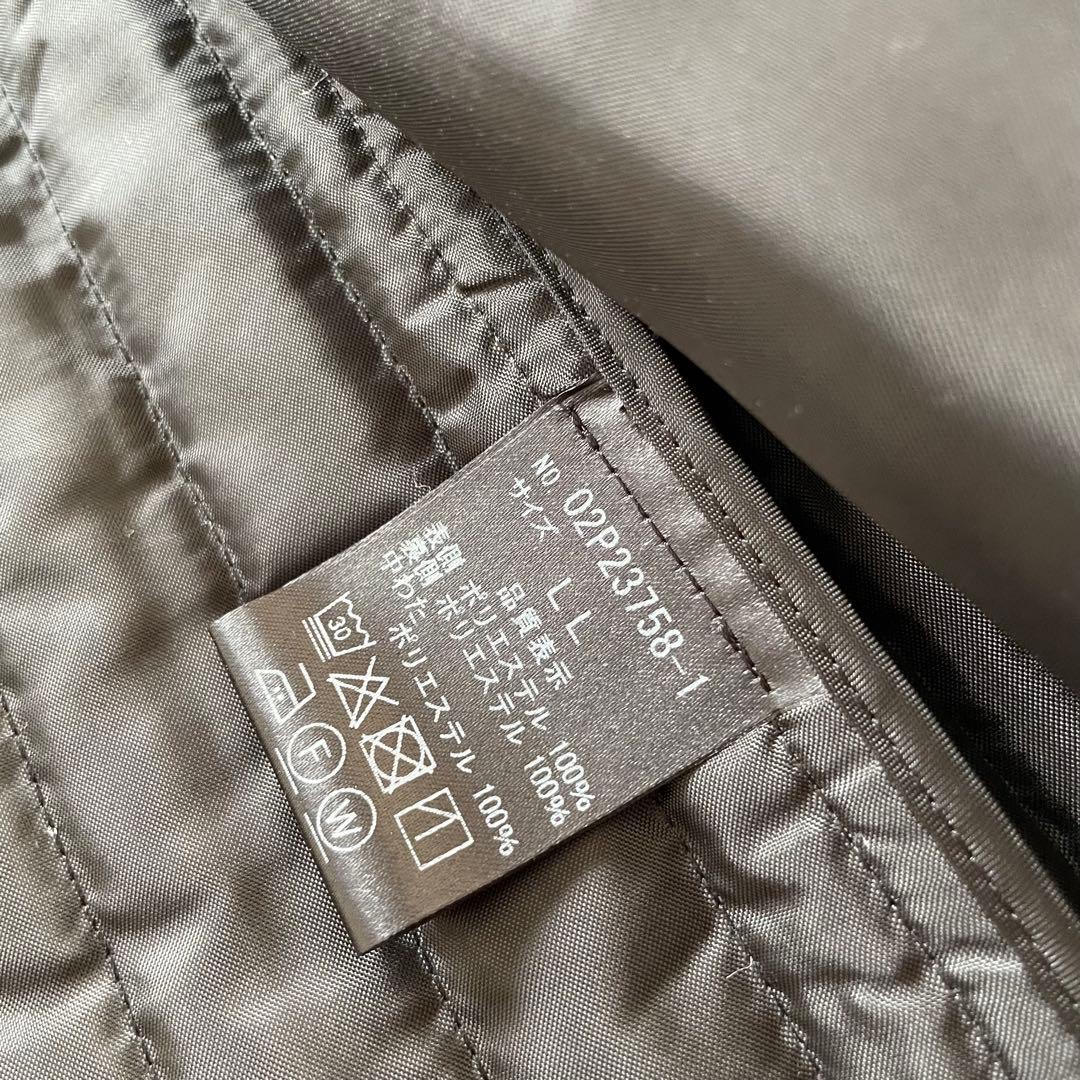 NO. 02P23758-1
サイズ LL
品質表示
表側 ポリエステル 100%
裏側 ポリエステル 100%
中わた ポリエステル 100%
30
F
W